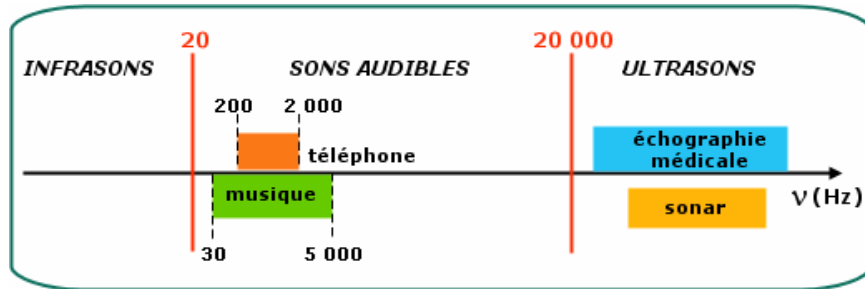 20 20 000
INFRASONS SONS AUDIBLES ULTRASONS
200 2 000
téléphone
échographie
médicale
musique
sonar
ν (Hz)
30 5 000